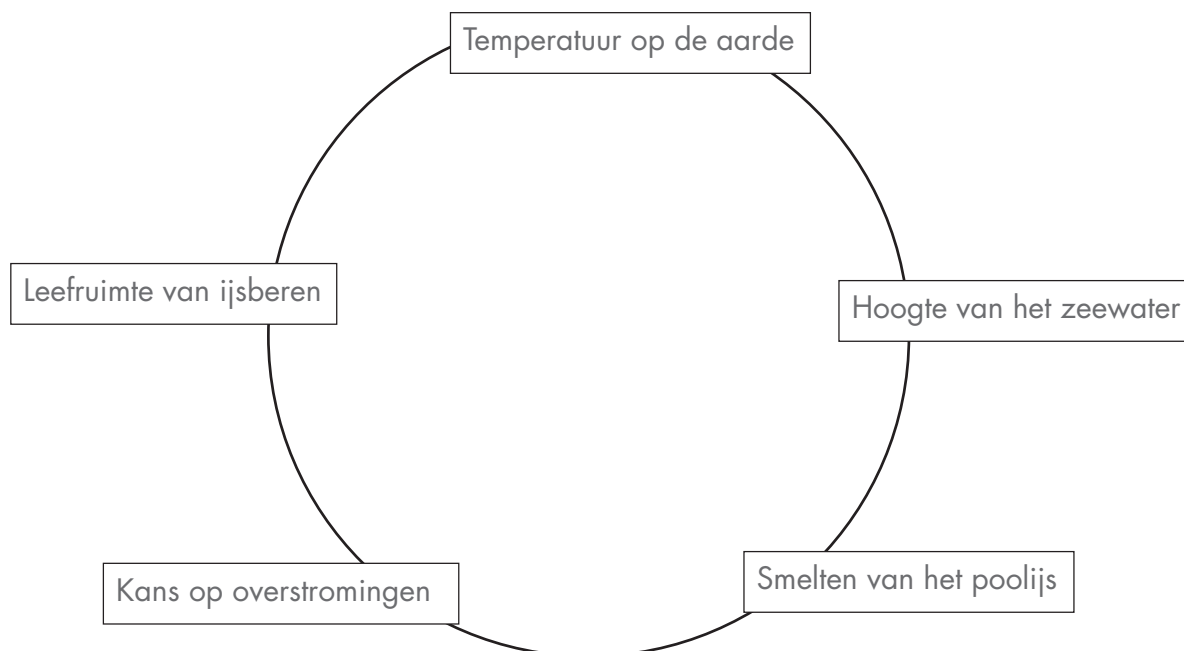 Temperatuur op de aarde
Leefruimte van ijsberen
Hoogte van het zeewater
Smelten van het poolijs
Kans op overstromingen